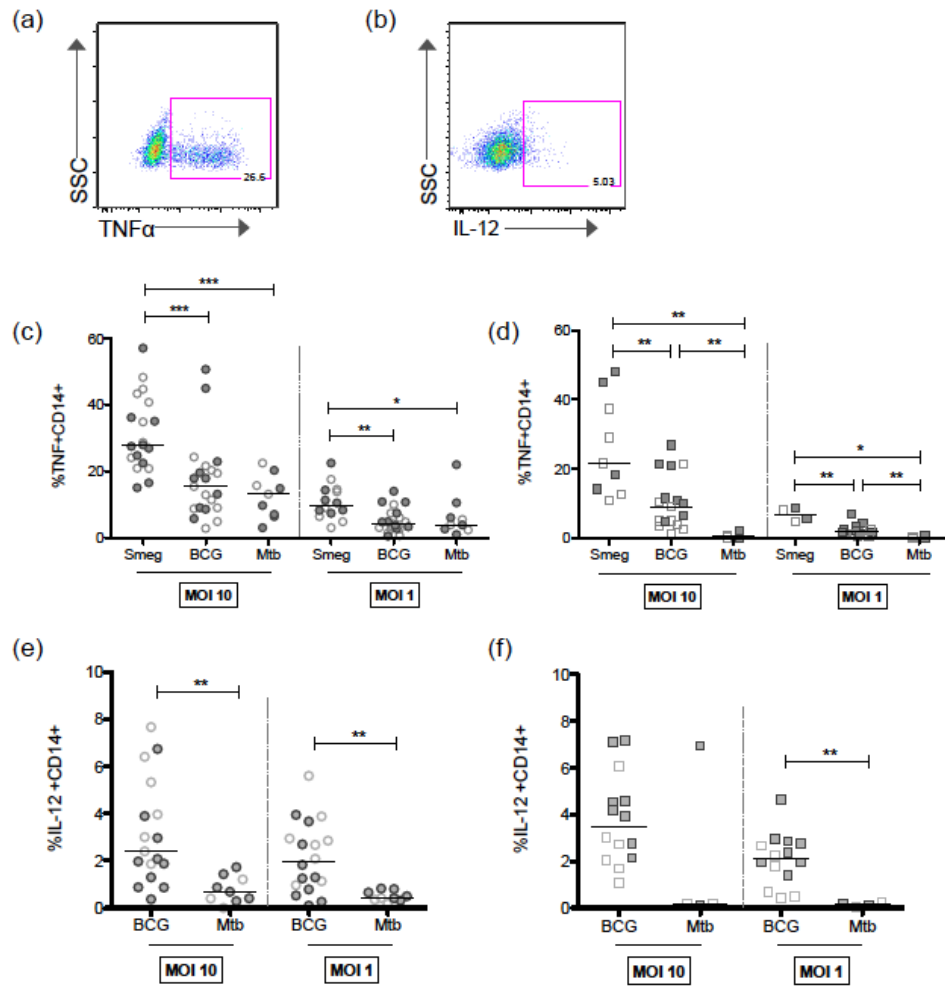 (a)
(b)
SSC
26.6
TNFα
SSC
5.03
IL-12
(c)
***
***
*
**
%TNF+CD14+
60
40
20
0
Smeg BCG Mtb Smeg BCG Mtb
MOI 10 MOI 1
(d)
**
** **
*
** **
%TNF+CD14+
60
40
20
0
Smeg BCG Mtb Smeg BCG Mtb
MOI 10 MOI 1
(e)
**
**
%IL-12 +CD14+
10
8
6
4
2
0
BCG Mtb BCG Mtb
MOI 10 MOI 1
(f)
**
%IL-12 +CD14+
10
8
6
4
2
0
BCG Mtb BCG Mtb
MOI 10 MOI 1